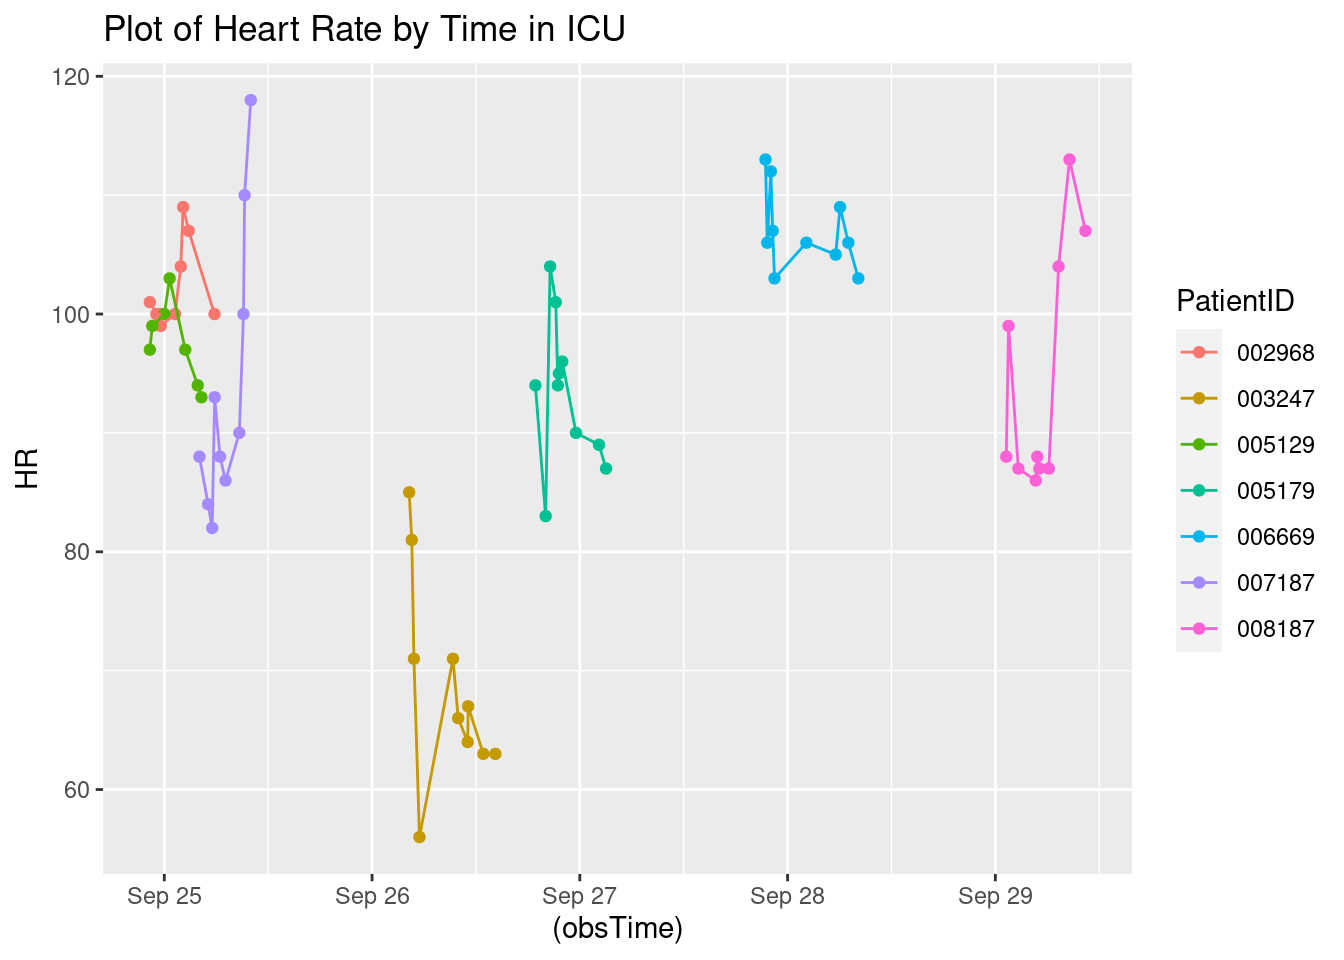 Plot of Heart Rate by Time in ICU
120
100
80
60
HR
Sep 25
Sep 26
Sep 27
Sep 28
Sep 29
(obsTime)
PatientID
002968
003247
005129
005179
006669
007187
008187